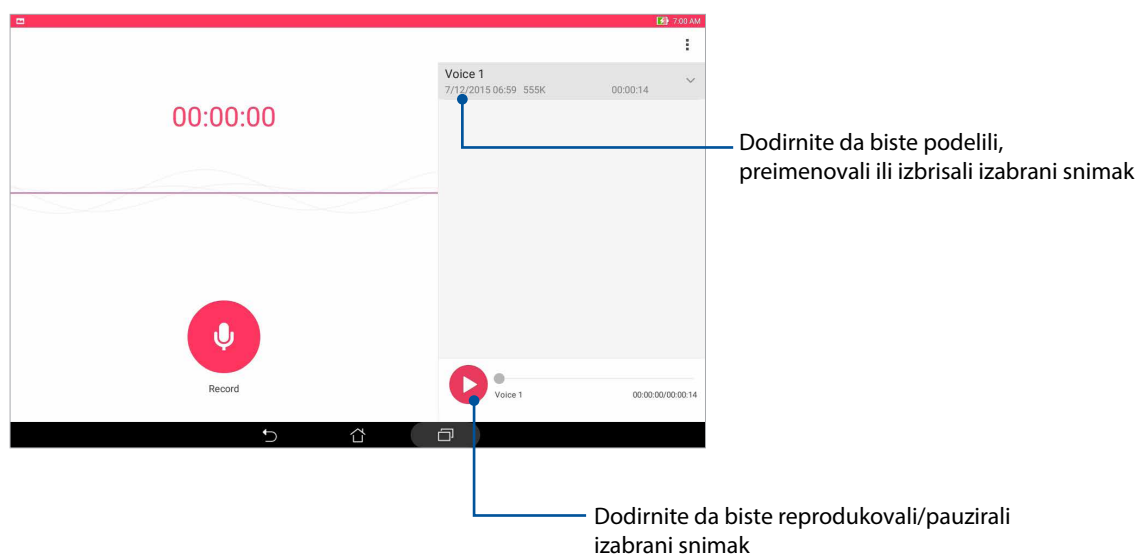 7:00 AM
Voice 1
7/12/2015 06:59 555K 00:00:14
00:00:00
Dodirnite da biste podelili,
preimenovali ili izbrisali izabrani snimak
Record
Voice 1 00:00:00/00:00:14
Dodirnite da biste reprodukovali/pauzirali
izabrani snimak